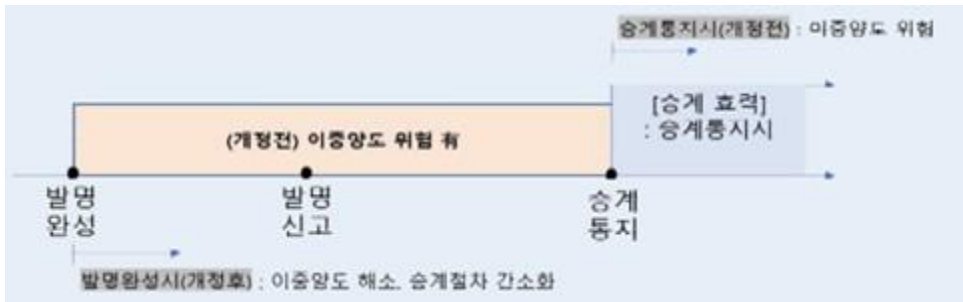 승계통지시(개정전) : 이중양도 위험
[승계 효력]
: 승계통지시
(개정전) 이중양도 위험 有
발명
완성
발명
신고
승계
통지
발명완성시(개정후) : 이중양도 해소, 승계절차 간소화